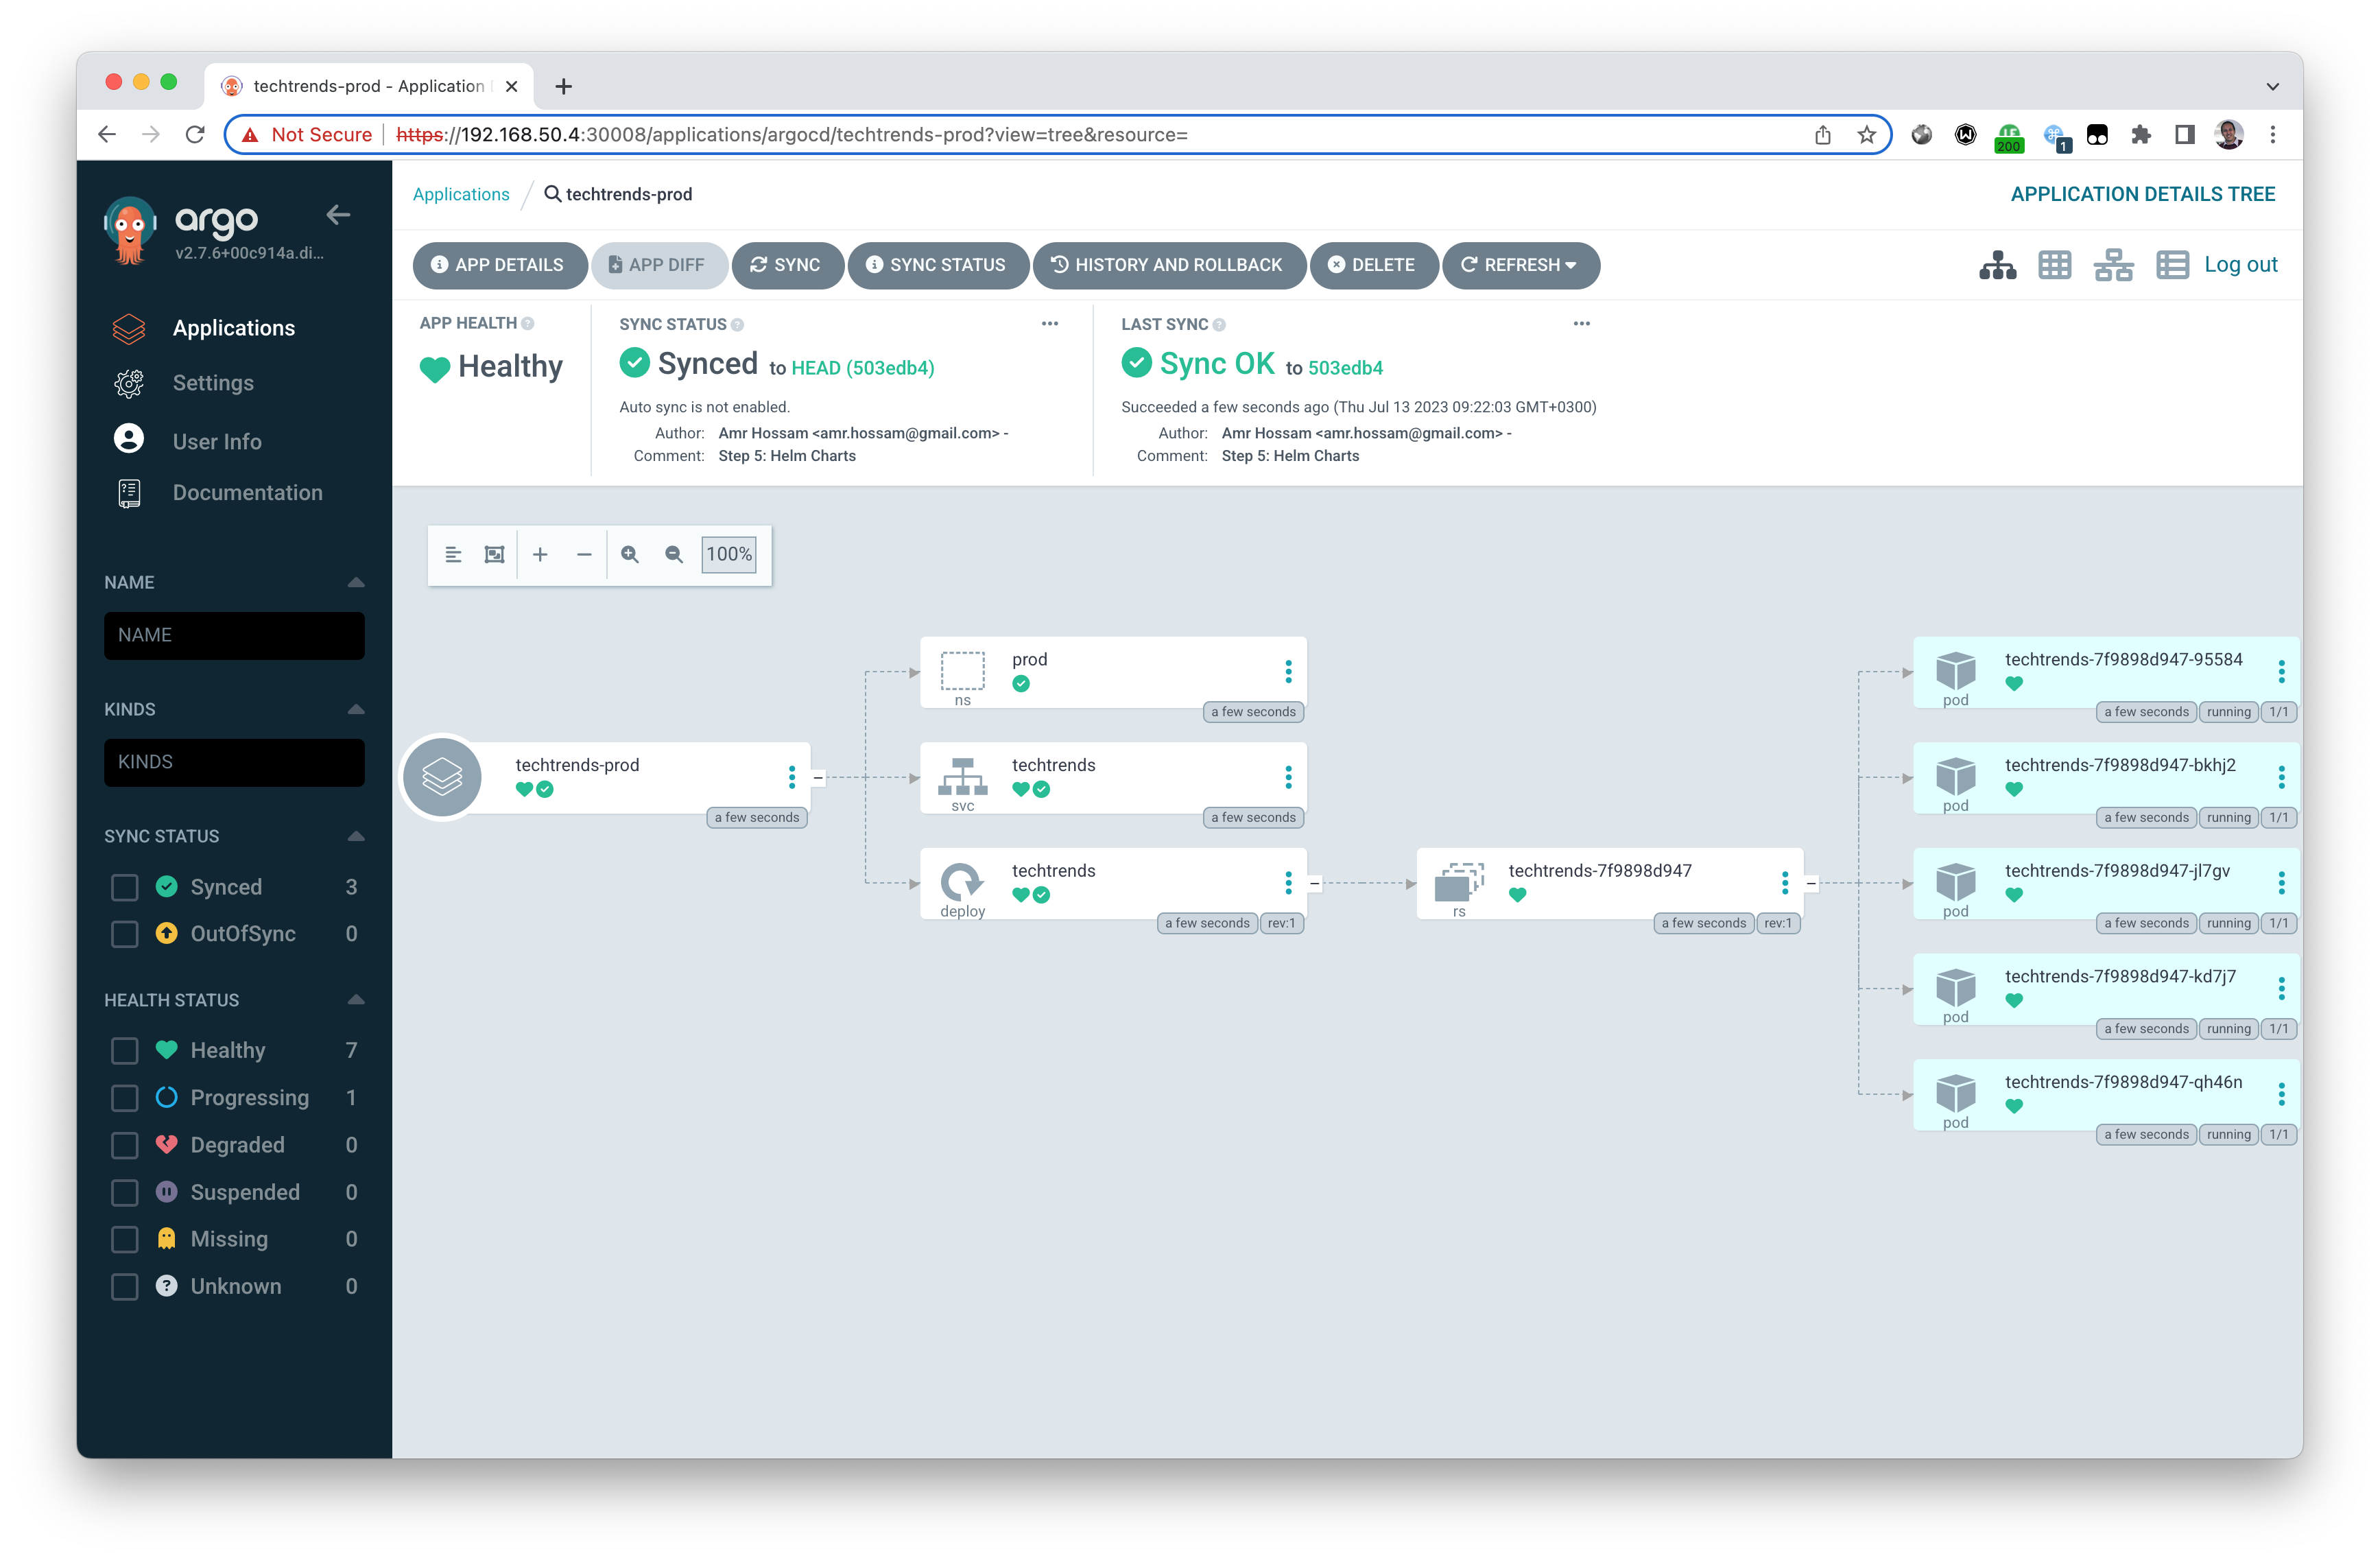 techtrends-prod - Application
Not Secure https://192.168.50.4:30008/applications/argocd/techtrends-prod?view=tree&resource=
200
1
argo
v2.7.6+00c914a.di...
Applications
Settings
User Info
Documentation
NAME
NAME
KINDS
KINDS
SYNC STATUS
Synced 3
OutOfSync 0
HEALTH STATUS
Healthy 7
Progressing 1
Degraded 0
Suspended 0
Missing 0
Unknown 0
Applications / techtrends-prod
APPLICATION DETAILS TREE
APP DETAILS APP DIFF SYNC SYNC STATUS HISTORY AND ROLLBACK DELETE REFRESH
Log out
APP HEALTH
Healthy
SYNC STATUS
Synced to HEAD (503edb4)
Auto sync is not enabled.
Author: Amr Hossam <amr.hossam@gmail.com> -
Comment: Step 5: Helm Charts
LAST SYNC
Sync OK to 503edb4
Succeeded a few seconds ago (Thu Jul 13 2023 09:22:03 GMT+0300)
Author: Amr Hossam <amr.hossam@gmail.com> -
Comment: Step 5: Helm Charts
100%
techtrends-prod
a few seconds
prod
ns
a few seconds
techtrends
svc
a few seconds
techtrends
deploy
a few seconds rev:1
techtrends-7f9898d947
rs
a few seconds rev:1
techtrends-7f9898d947-95584
pod
a few seconds running 1/1
techtrends-7f9898d947-bkhj2
pod
a few seconds running 1/1
techtrends-7f9898d947-jl7gv
pod
a few seconds running 1/1
techtrends-7f9898d947-kd7j7
pod
a few seconds running 1/1
techtrends-7f9898d947-qh46n
pod
a few seconds running 1/1